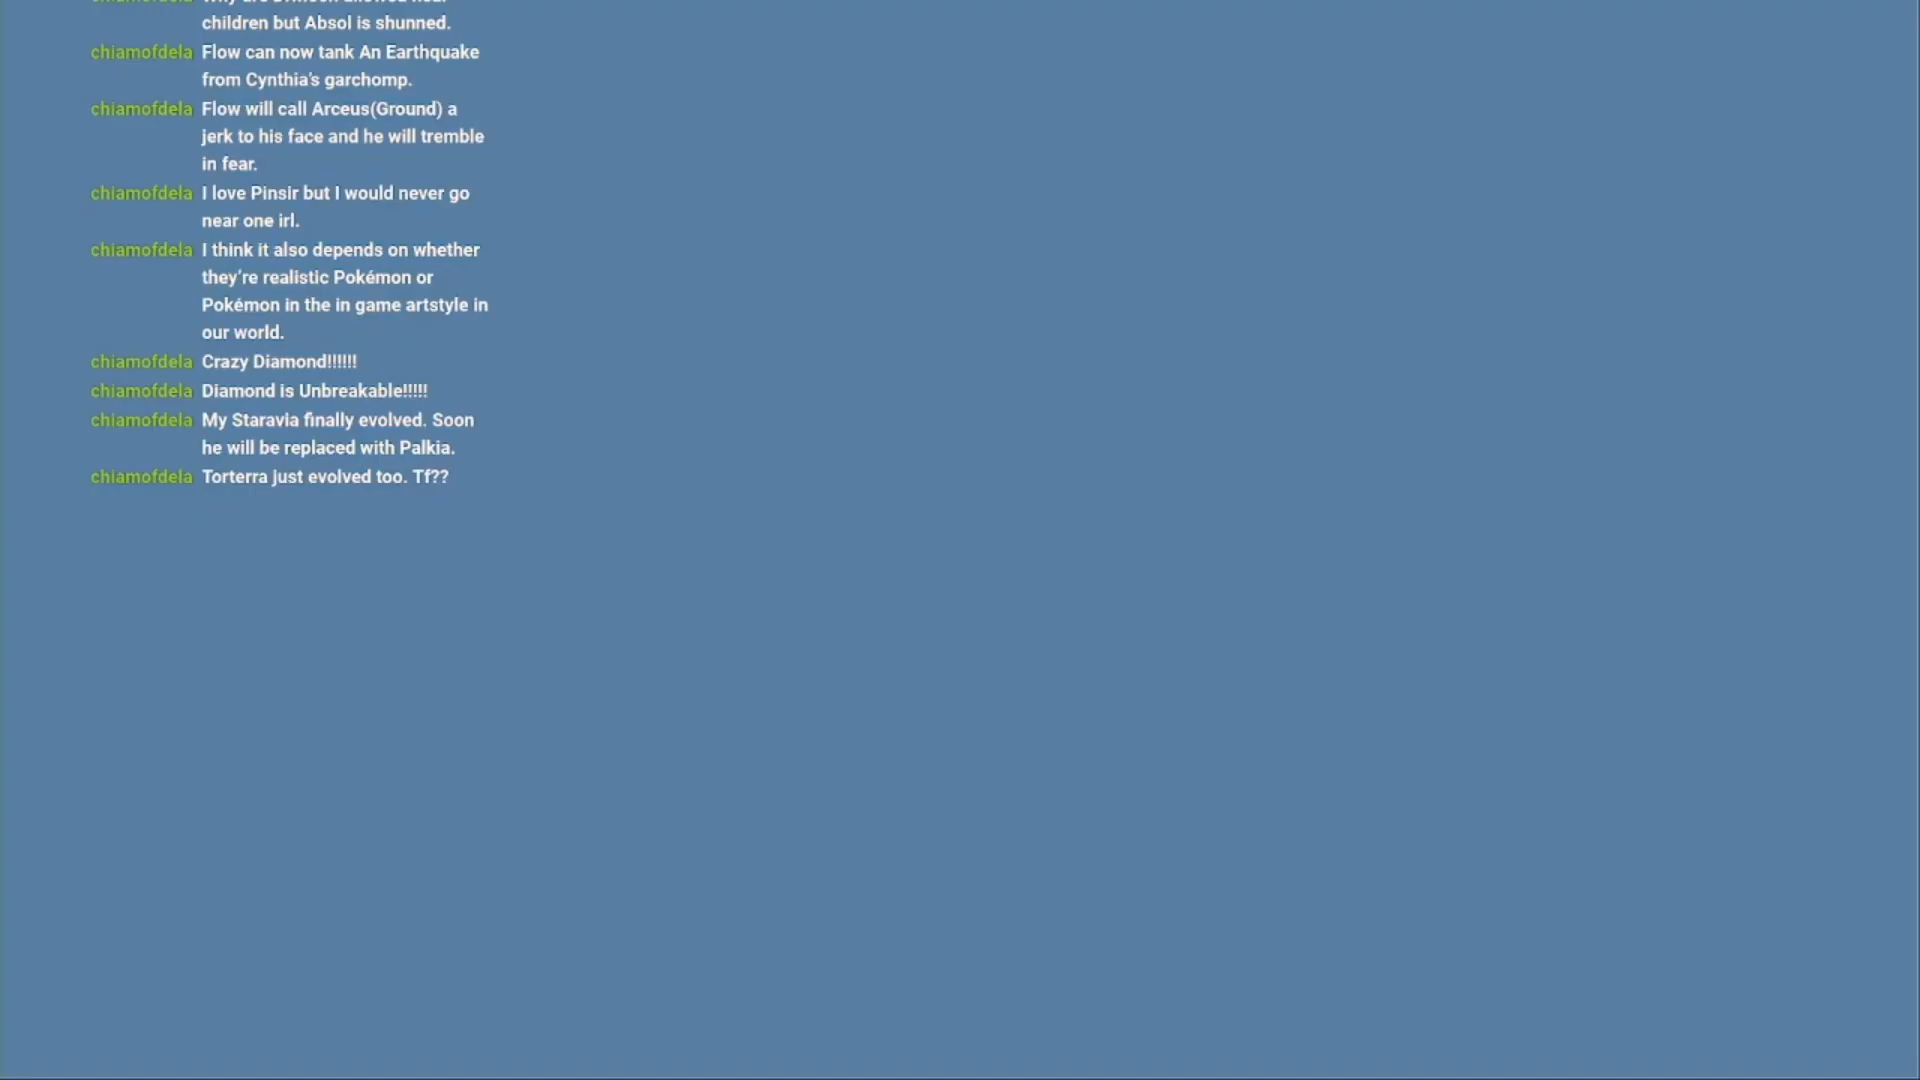 children but Absol is shunned.
chiamofdela Flow can now tank An Earthquake
from Cynthia's garchomp.
chiamofdela Flow will call Arceus(Ground) a
jerk to his face and he will tremble
in fear.
chiamofdela I love Pinsir but I would never go
near one irl.
chiamofdela I think it also depends on whether
they're realistic Pokémon or
Pokémon in the in game artstyle in
our world.
chiamofdela Crazy Diamond!!!!!!
chiamofdela Diamond is Unbreakable!!!!!
chiamofdela My Staravia finally evolved. Soon
he will be replaced with Palkia.
chiamofdela Torterra just evolved too. Tf??